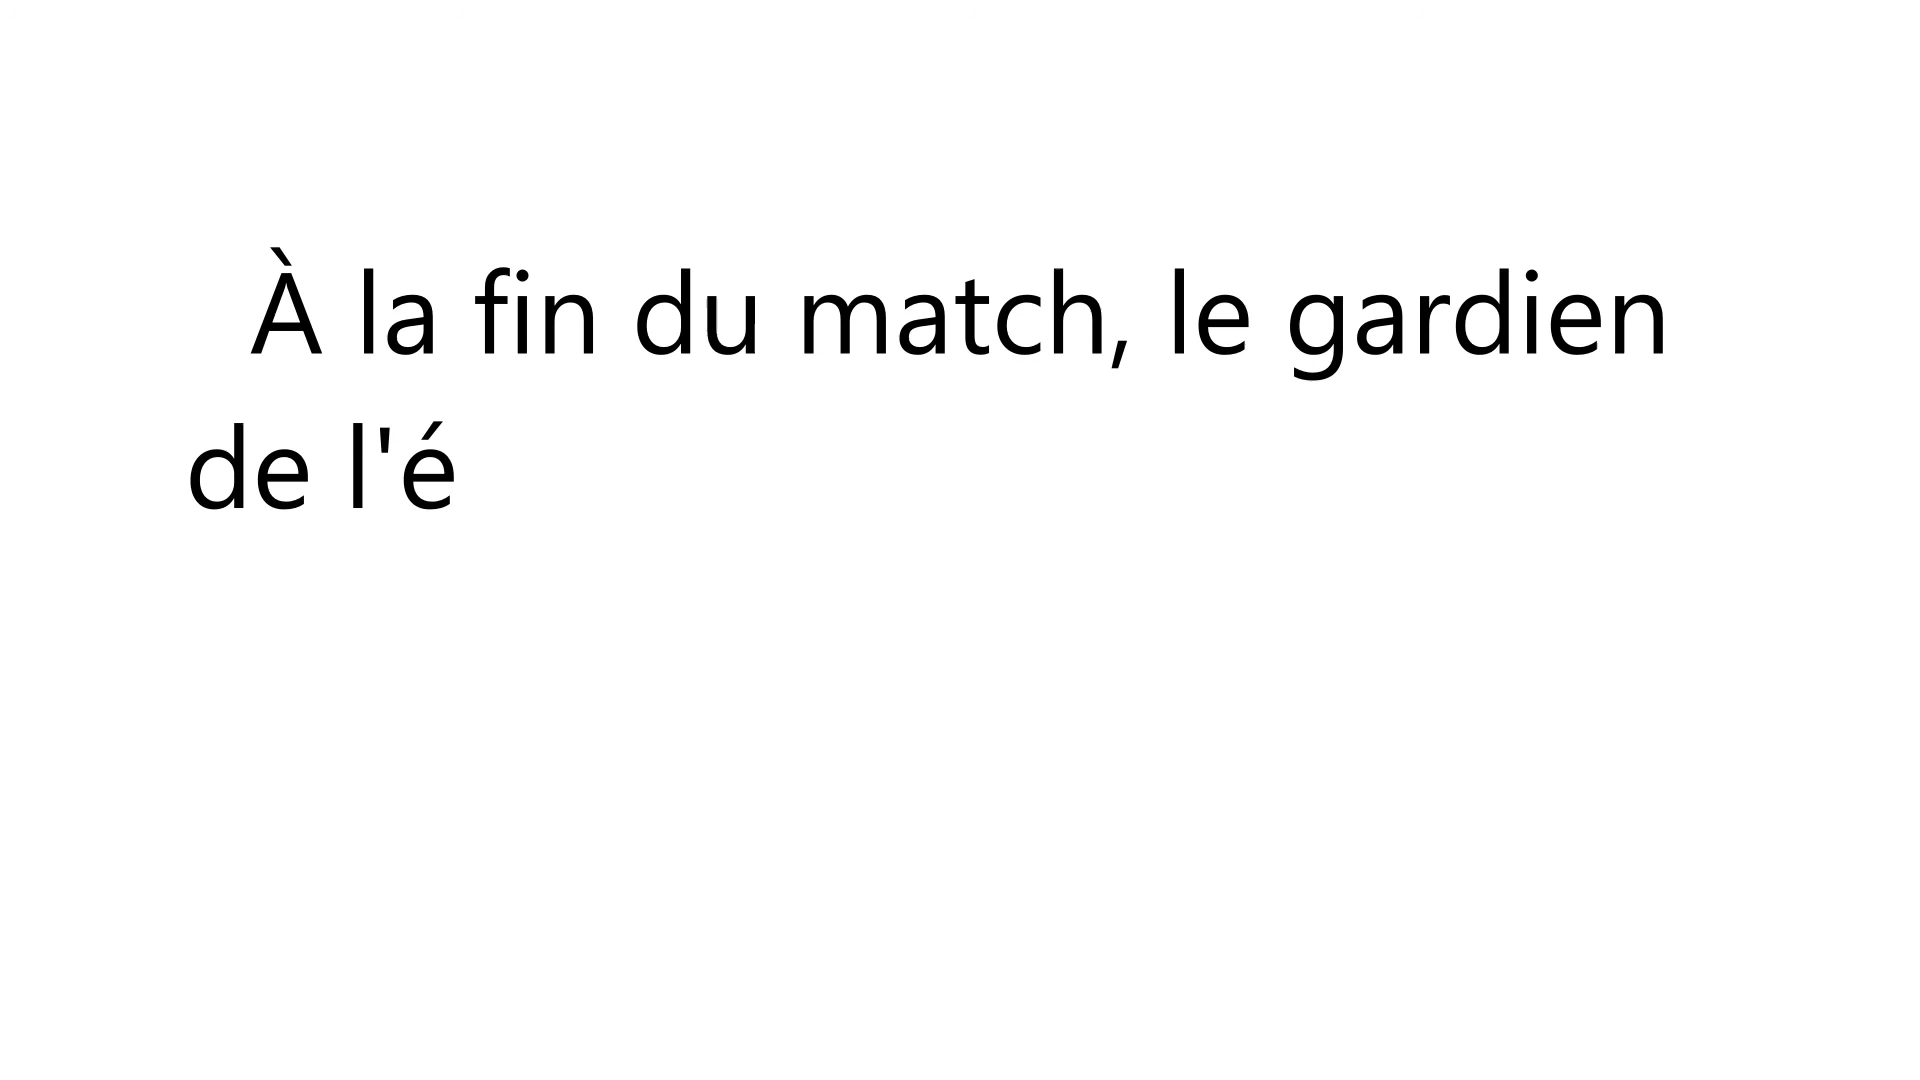 À la fin du match, le gardien
de l'é